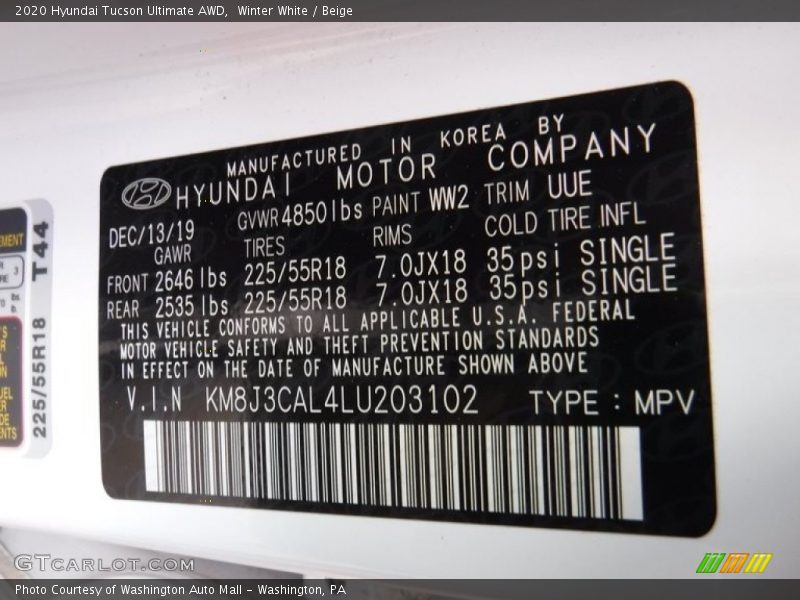 2020 Hyundai Tucson Ultimate AWD,  Winter White / Beige
MANUFACTURED IN KOREA BY
HYUNDAI MOTOR COMPANY
DEC/13/19 GVWR 4850lbs PAINT WW2 TRIM UUE
GAWR TIRES RIMS COLD TIRE INFL
FRONT 2646 lbs 225/55R18 7.0JX18 35psi SINGLE
REAR 2535 lbs 225/55R18 7.0JX18 35psi SINGLE
THIS VEHICLE CONFORMS TO ALL APPLICABLE U.S.A. FEDERAL
MOTOR VEHICLE SAFETY AND THEFT PREVENTION STANDARDS
IN EFFECT ON THE DATE OF MANUFACTURE SHOWN ABOVE
V.I.N KM8J3CAL4LU203102 TYPE : MPV
225/55R18 T44
GTCARLOT.COM
Photo Courtesy of Washington Auto Mall - Washington, PA